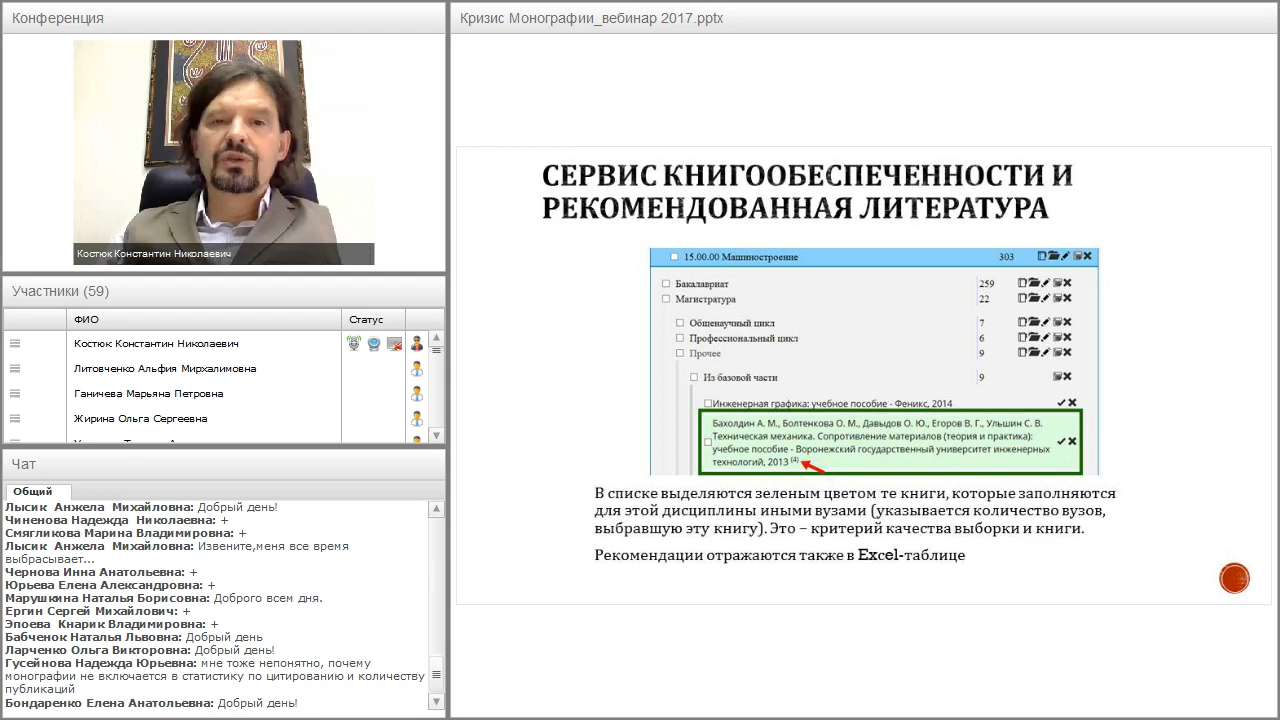 Конференция
Костюк Константин Николаевич
Участники (59)
ФИО
Статус
Костюк Константин Николаевич
Литовченко Альфия Мирхалимовна
Ганичева Марьяна Петровна
Жирина Ольга Сергеевна
Чат
Общий
Лысик Анжела Михайловна: Добрый день!
Чиненова Надежда Николаевна: +
Смягликова Марина Владимировна: +
Лысик Анжела Михайловна: Извените,меня все время
выбрасывает...
Чернова Инна Анатольевна: +
Юрьева Елена Александровна: +
Марушкина Наталья Борисовна: Доброго всем дня.
Ергин Сергей Михайлович: +
Эпоева Кнарик Владимировна: +
Бабченок Наталья Львовна: Добрый день
Ларченко Ольга Викторовна: Добрый день!
Гусейнова Надежда Юрьевна: мне тоже непонятно, почему
монографии не включается в статистику по цитированию и количеству
публикаций
Бондаренко Елена Анатольевна: Добрый день!
Кризис Монографии_вебинар 2017.pptx
СЕРВИС КНИГООБЕСПЕЧЕННОСТИ И
РЕКОМЕНДОВАННАЯ ЛИТЕРАТУРА
15.00.00 Машиностроение 303
Бакалавриат 259
Магистратура 22
Общенаучный цикл 7
Профессиональный цикл 6
Прочее 9
Из базовой части 9
Инженерная графика: учебное пособие - Феникс, 2014
Бахолдин А. М., Болтенкова О. М., Давыдов О. Ю., Егоров В. Г., Ульшин С. В.
Техническая механика. Сопротивление материалов (теория и практика):
учебное пособие - Воронежский государственный университет инженерных
технологий, 2013 (4)
В списке выделяются зеленым цветом те книги, которые заполняются
для этой дисциплины иными вузами (указывается количество вузов,
выбравшую эту книгу). Это – критерий качества выборки и книги.
Рекомендации отражаются также в Excel-таблице